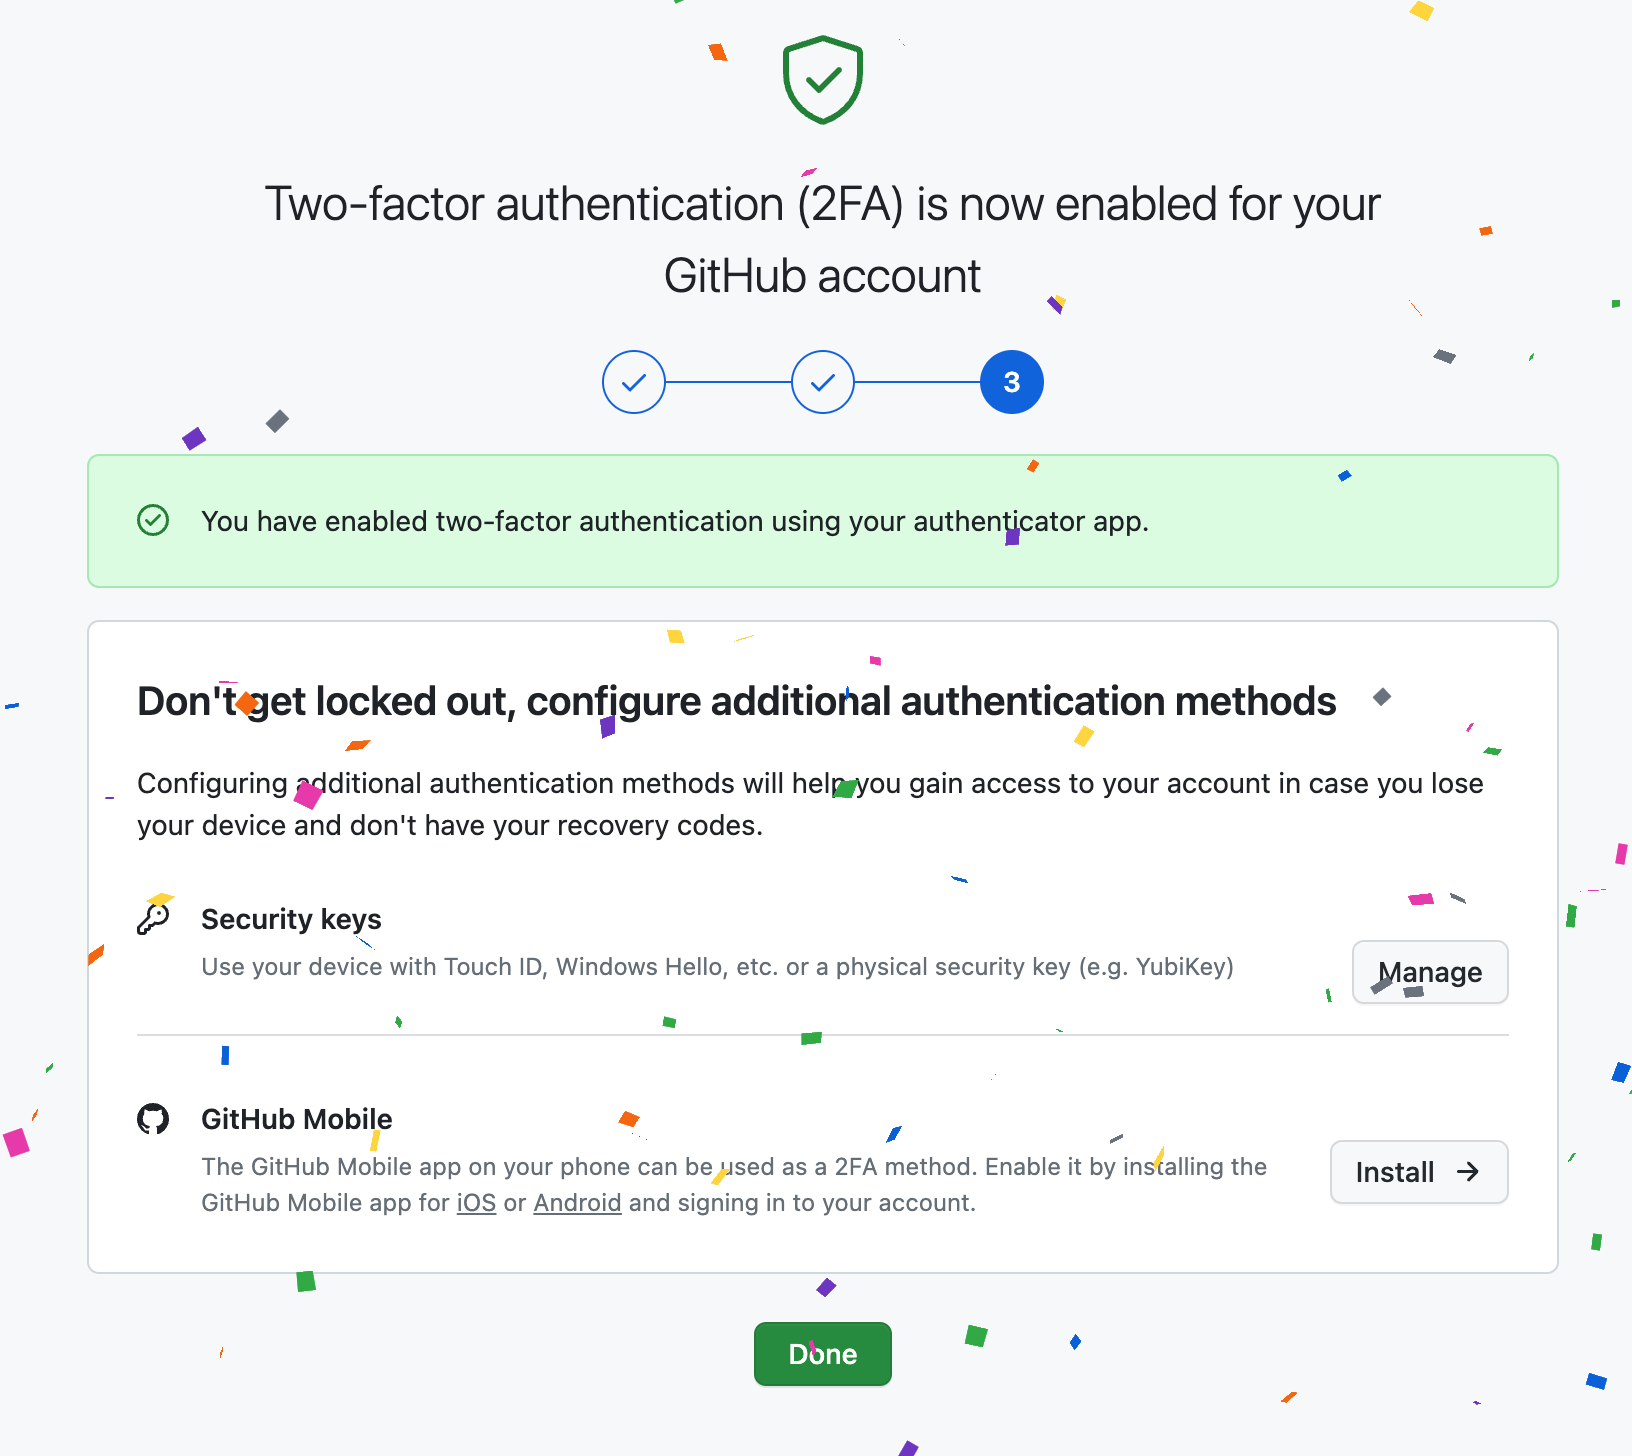 Two-factor authentication (2FA) is now enabled for your
GitHub account
3
You have enabled two-factor authentication using your authenticator app.
Don't get locked out, configure additional authentication methods
Configuring additional authentication methods will help you gain access to your account in case you lose
your device and don't have your recovery codes.
Security keys
Use your device with Touch ID, Windows Hello, etc. or a physical security key (e.g. YubiKey)
Manage
GitHub Mobile
The GitHub Mobile app on your phone can be used as a 2FA method. Enable it by installing the
GitHub Mobile app for iOS or Android and signing in to your account.
Install →
Done